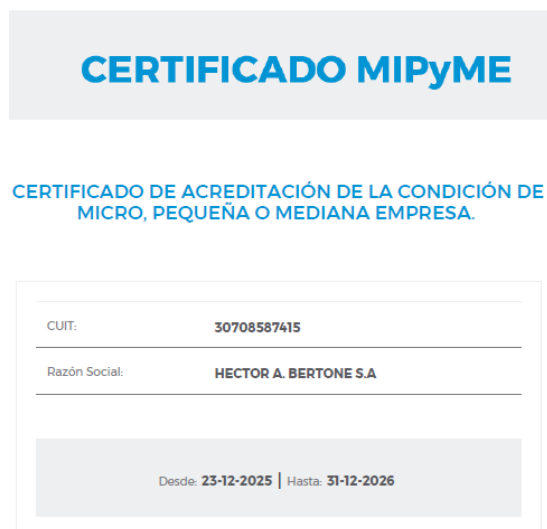 CERTIFICADO MIPyME
CERTIFICADO DE ACREDITACIÓN DE LA CONDICIÓN DE
MICRO, PEQUEÑA O MEDIANA EMPRESA.
CUIT: 30708587415
Razón Social: HECTOR A. BERTONE S.A
Desde: 23-12-2025 | Hasta: 31-12-2026